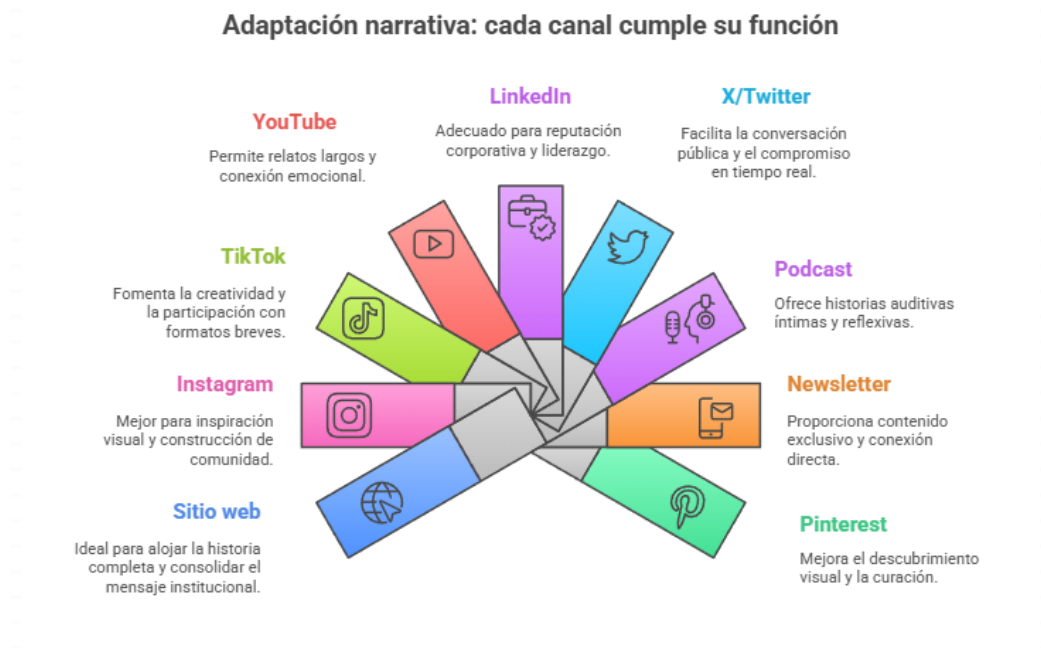 Adaptación narrativa: cada canal cumple su función
LinkedIn
Adecuado para reputación
corporativa y liderazgo.
X/Twitter
Facilita la conversación
pública y el compromiso
en tiempo real.
YouTube
Permite relatos largos y
conexión emocional.
TikTok
Fomenta la creatividad y
la participación con
formatos breves.
Podcast
Ofrece historias auditivas
íntimas y reflexivas.
Instagram
Mejor para inspiración
visual y construcción de
comunidad.
Newsletter
Proporciona contenido
exclusivo y conexión
directa.
Sitio web
Ideal para alojar la historia
completa y consolidar el
mensaje institucional.
Pinterest
Mejora el descubrimiento
visual y la curación.